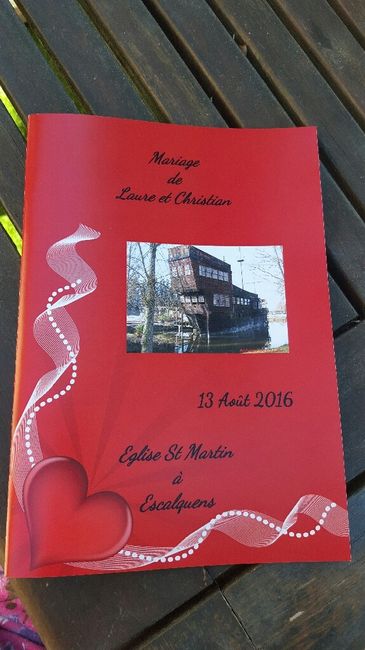 Mariage
de
Laure et Christian
13 Août 2016
Eglise St Martin
à
Escalquens